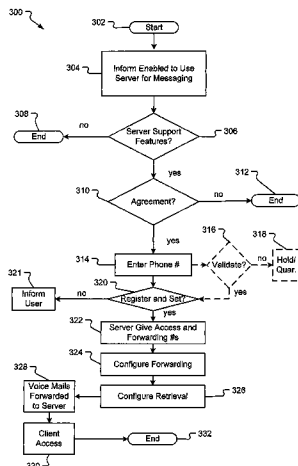 300
302
Start
304
Inform Enabled to Use
Server for Messaging
308
no
End
Server Support
Features?
306
yes
310
Agreement?
no
312
End
yes
316
318
314
Enter Phone #
Validate?
no
Hold/
Quar.
321
320
yes
Inform
User
no
Register and Set?
322
yes
Server Give Access and
Forwarding #s
324
Configure Forwarding
328
Voice Mails
Forwarded
to Server
Configure Retrieval
326
Client
Access
End
332
330